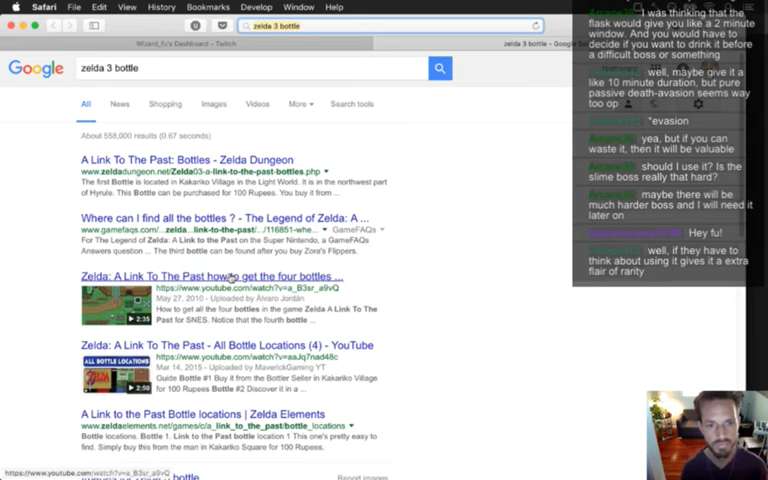 Safari File Edit View History Bookmarks Develop Window Help
zelda 3 bottle
Wizard_fu's Dashboard - Twitch
zelda 3 bottle - Google
Google
zelda 3 bottle
All News Shopping Images Videos More Search tools
About 558,000 results (0.67 seconds)
A Link To The Past: Bottles - Zelda Dungeon
www.zeldadungeon.net/Zelda03-a-link-to-the-past-bottles.php
The first Bottle is located in Kakariko Village in the Light World. It is in the northwest
part of Hyrule. This Bottle can be purchased for 100 Rupees. You buy it ...
Where can I find all the bottles ? - The Legend of Zelda: A ...
www.gamefaqs.com/...zelda...link-to-the-past/.../116851-whe... GameFAQs
For The Legend of Zelda: A Link to the Past on the Super Nintendo, a GameFAQs
Answers question ... The third bottle can be found after you buy Zora's Flippers.
Zelda: A Link To The Past how to get the four bottles ...
https://www.youtube.com/watch?v=a_B3sr_a9vQ
May 27, 2010 - Uploaded by Álvaro Jordán
How to get all the four bottles in the game Zelda A Link To The
Past for SNES. Notice that the fourth bottle ...
2:35
Zelda: A Link To The Past - All Bottle Locations (4) - YouTube
https://www.youtube.com/watch?v=aaJq7nad48c
Mar 14, 2015 - Uploaded by MaverickGaming YT
Guide Bottle #1 Buy it from the Bottler Seller in Kakariko Village
for 100 Rupees Bottle #2 Discover it in a ...
ALL BOTTLE
LOCATIONS
2:50
A Link to the Past Bottle locations | Zelda Elements
www.zeldaelements.net/games/c/a_link_to_the_past/bottle_locations
Bottle locations. Bottle 1. Link to the Past bottle location 1 This one's pretty easy to
find. Simply buy this from the man in Kakariko Square for 100 Rupees.
https://www.youtube.com/watch?v=a_B3sr_a9vQ
Report images
I was thinking that the
flask would give you like a 2 minute
window. And you would have to
decide if you want to drink it before
a difficult boss or something
well, maybe give it a
like 10 minute duration, but pure
passive death-avasion seems way
too op
*evasion
yea, but if you can
waste it, then it will be valuable
should I use it? Is the
slime boss really that hard?
maybe there will be
much harder boss and I will need it
later on
Hey fu!
well, if they have to
think about using it gives it a extra
flair of rarity